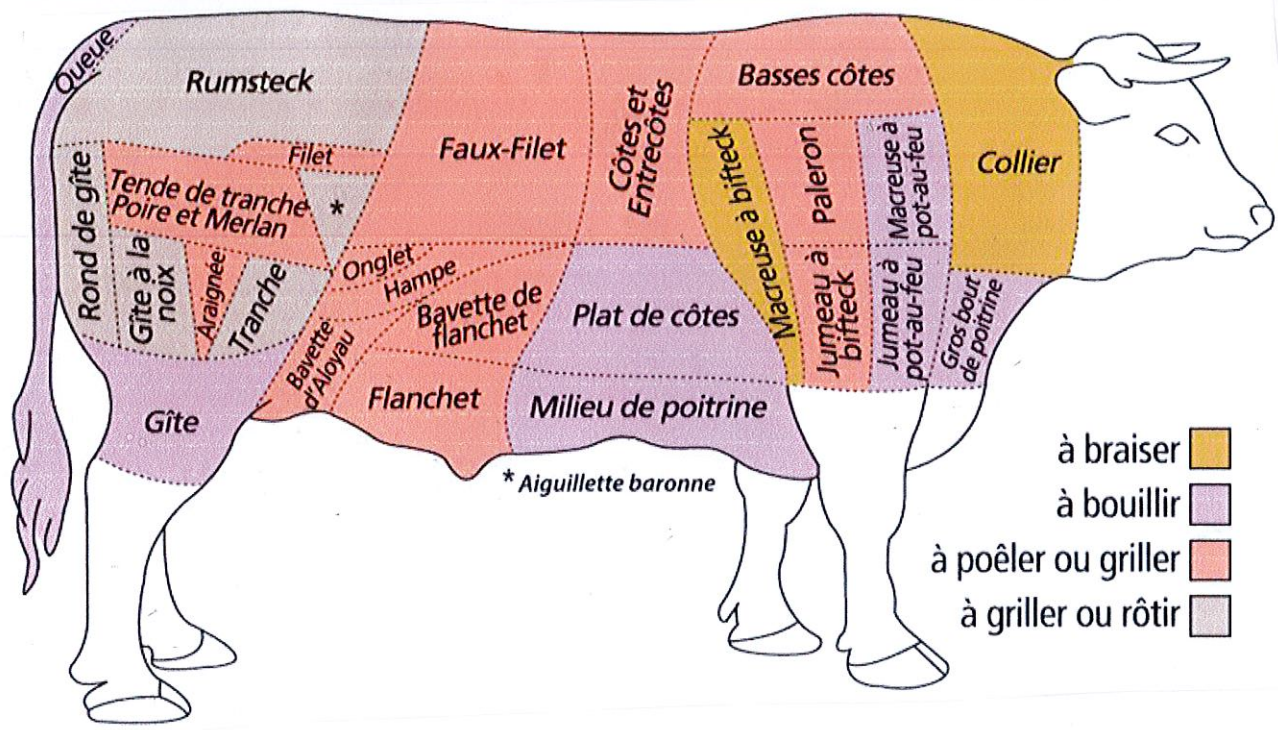 Queue
Rumsteck
Filet
Rond de gîte
Tende de tranche
Poire et Merlan
*
Gîte à la
noix
Araignée
Tranche
Gîte
Faux-Filet
Onglet
Hampe
Bavette
d'Aloyau
Bavette de
flanchet
Flanchet
Côtes et
Entrecôtes
Basses côtes
Macreuse à bifteck
Paleron
Macreuse à
pot-au-feu
Collier
Plat de côtes
Jumeau à
bifteck
Jumeau à
pot-au-feu
Gros bout
de poitrine
Milieu de poitrine
* Aiguillette baronne
à braiser
à bouillir
à poêler ou griller
à griller ou rôtir